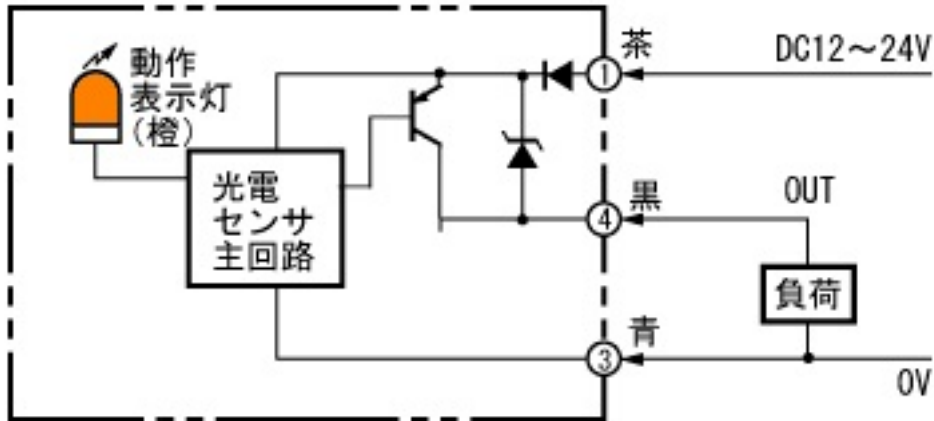 動作
表示灯
(橙)
光電
センサ
主回路
茶
①
DC12～24V
黒
④
OUT
負荷
青
③
0V